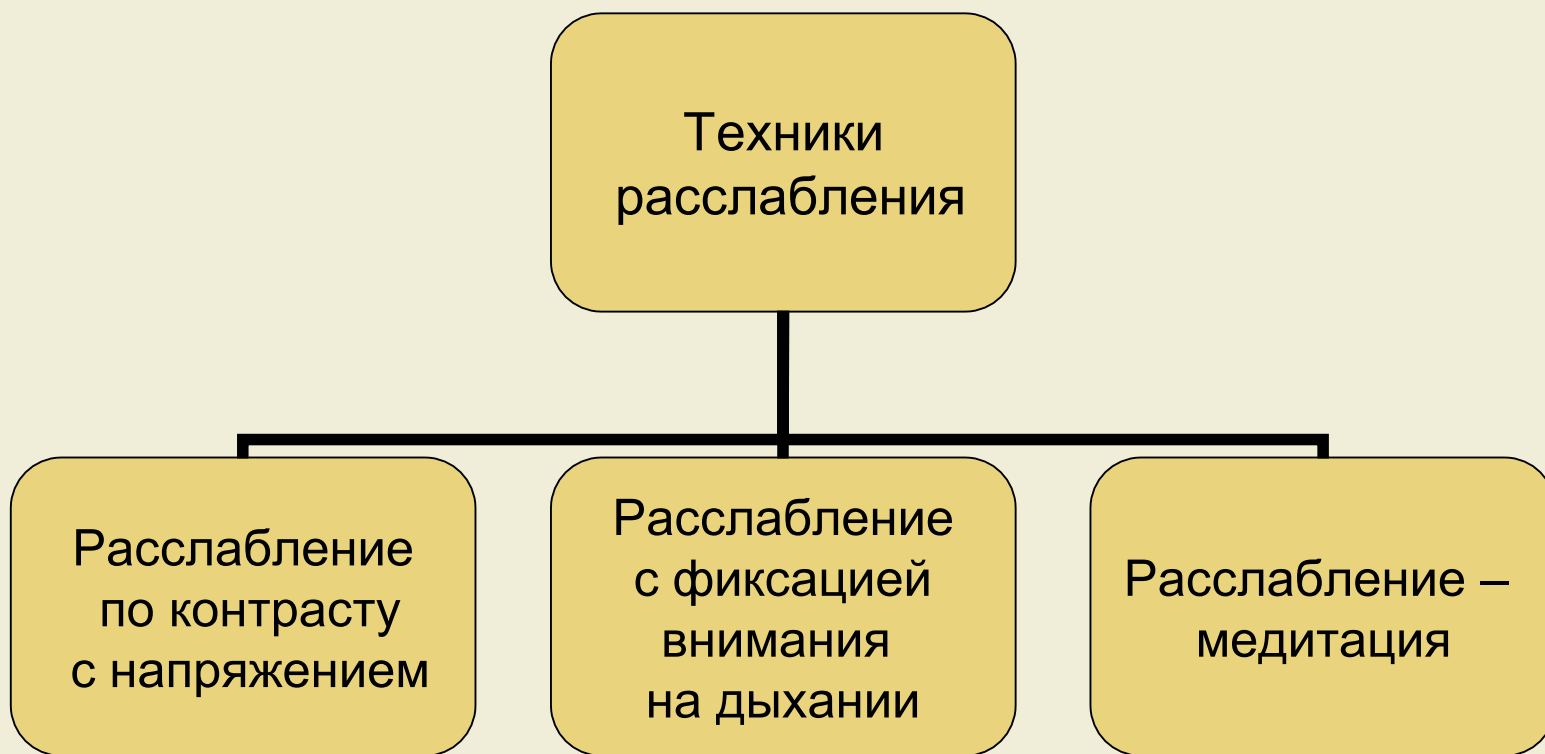 Техники
расслабления
Расслабление
по контрасту
с напряжением
Расслабление
с фиксацией
внимания
на дыхании
Расслабление –
медитация